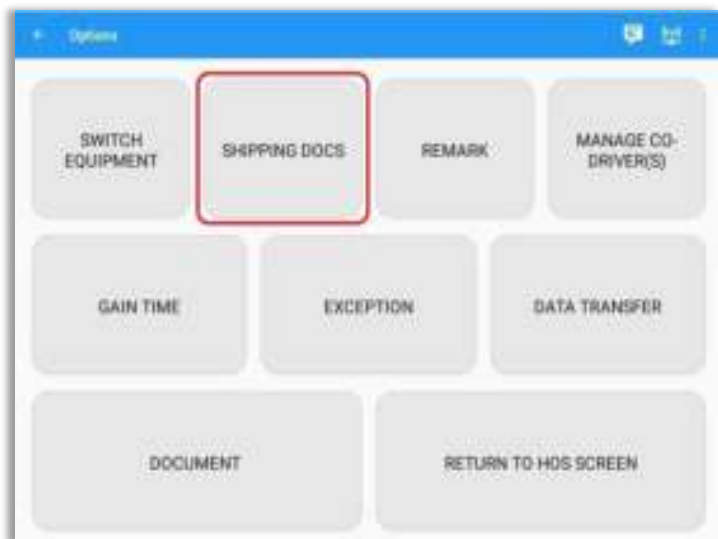 Options
SWITCH
EQUIPMENT
SHIPPING DOCS
REMARK
MANAGE CO-
DRIVER(S)
GAIN TIME
EXCEPTION
DATA TRANSFER
DOCUMENT
RETURN TO HOS SCREEN